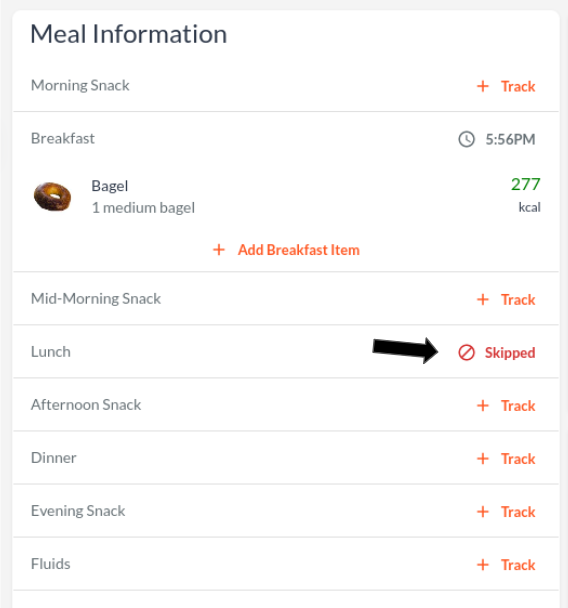 Meal Information
Morning Snack + Track
Breakfast 5:56PM
Bagel 277
1 medium bagel kcal
+ Add Breakfast Item
Mid-Morning Snack + Track
Lunch Skipped
Afternoon Snack + Track
Dinner + Track
Evening Snack + Track
Fluids + Track